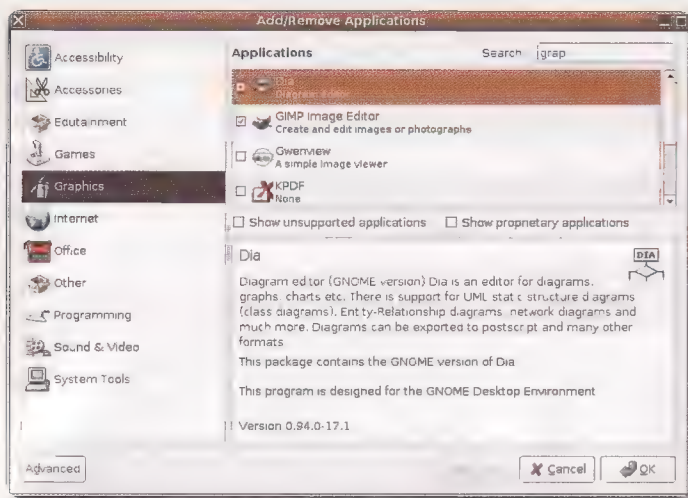 Add/Remove Applications
Applications
Search grap
Accessibility
Accessories
Edutainment
Games
Graphics
Internet
Office
Other
Programming
Sound & Video
System Tools
Dia
Diagram editor
GIMP Image Editor
Create and edit images or photographs
Gwenview
A simple image viewer
KPDF
None
Show unsupported applications
Show proprietary applications
Dia
DIA
Diagram editor (GNOME version) Dia is an editor for diagrams,
graphs, charts etc. There is support for UML static structure diagrams
(class diagrams), Entity-Relationship diagrams, network diagrams and
much more. Diagrams can be exported to postscript and many other
formats
This package contains the GNOME version of Dia
This program is designed for the GNOME Desktop Environment
Version 0.94.0-17.1
Advanced
Cancel
OK